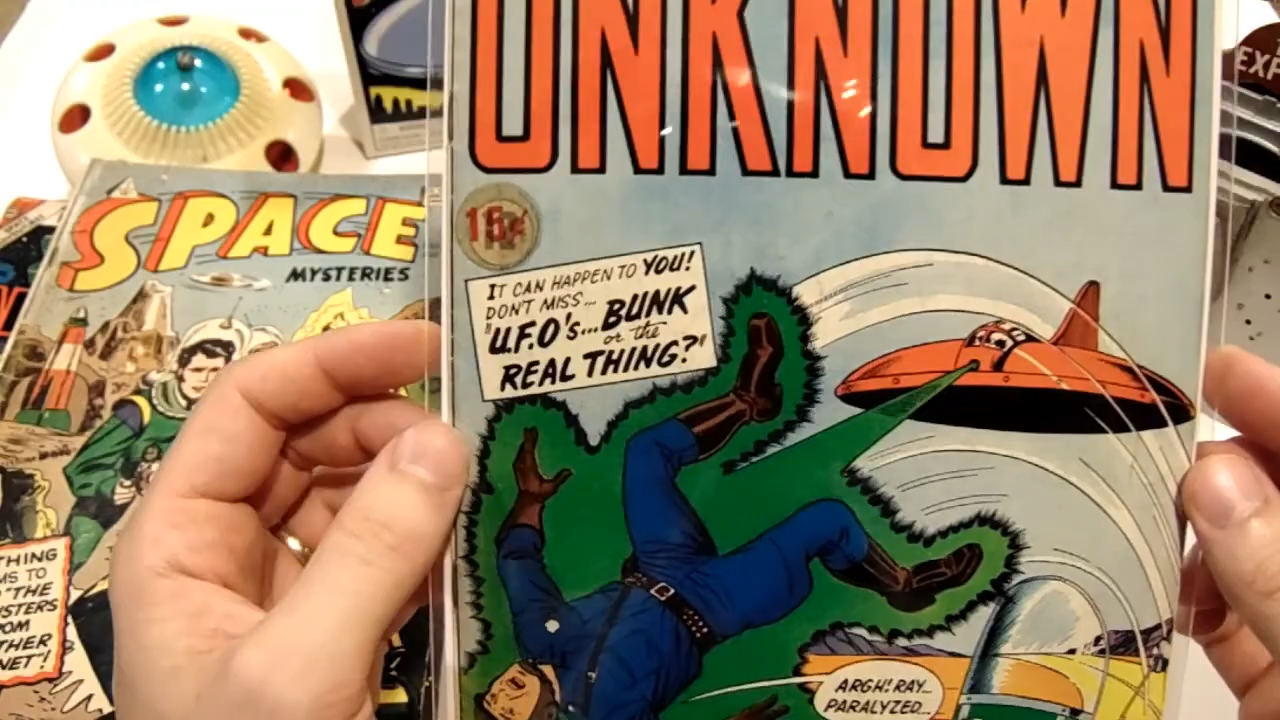 UNKNOWN
EXP
15¢
SPACE
MYSTERIES
IT CAN HAPPEN TO YOU!
DON'T MISS...
"U.F.O's... BUNK
or the
REAL THING?"
THING
MS TO
"THE
STERS
OM
THER
NET"!
ARGH! RAY...
PARALYZED...